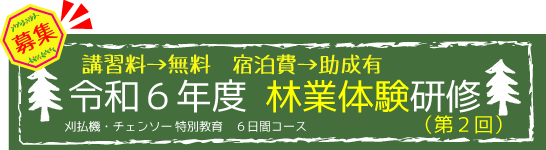 募集
講習料→無料　宿泊費→助成有
令和６年度 林業体験研修
刈払機・チェンソー特別教育　６日間コース
（第２回）